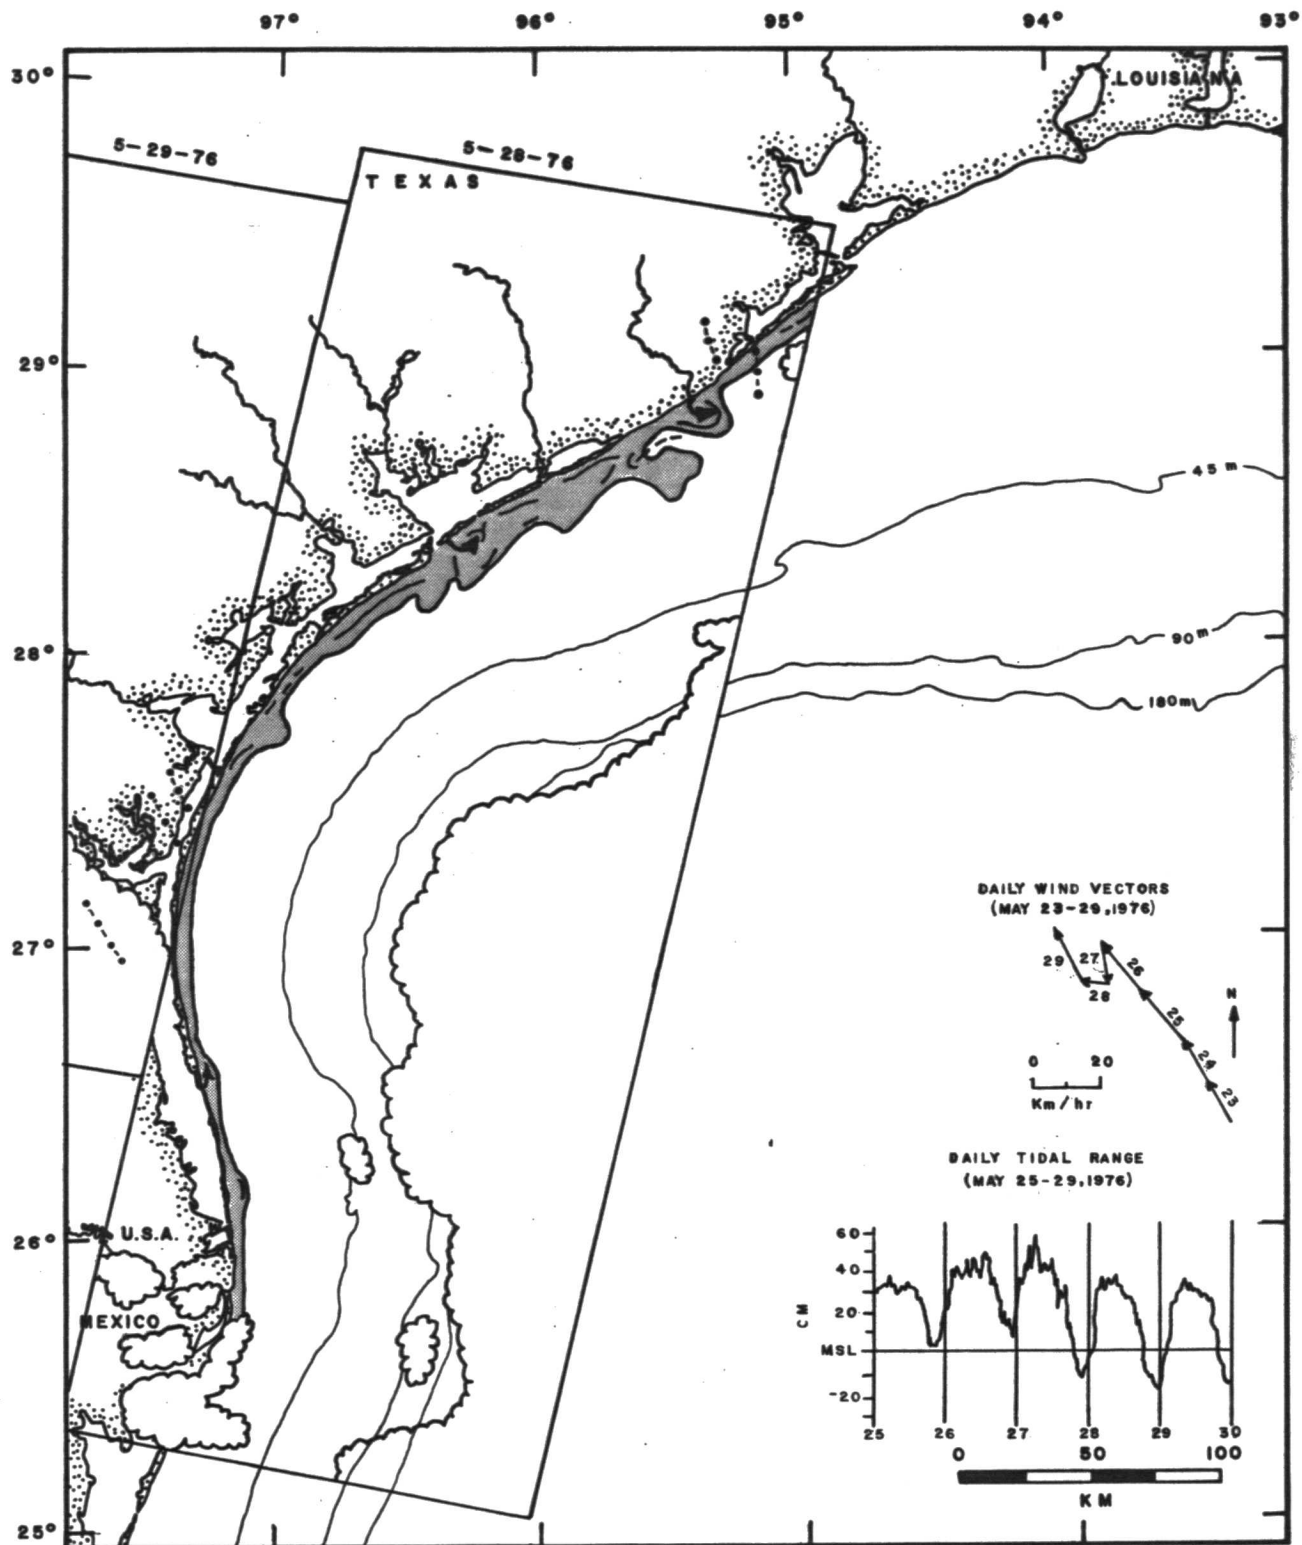 97° 96° 95° 94° 93°
30°
LOUISIANA
5-29-76
5-28-76
TEXAS
29°
45 m
28°
90 m
180 m
DAILY WIND VECTORS
(MAY 23-29, 1976)
27°
29 27 26
28
25
N
24
0 20
23
Km/hr
DAILY TIDAL RANGE
(MAY 25-29, 1976)
26°
U.S.A.
MEXICO
60
40
20
CM
MSL
-20
25 26 27 28 29 30
0 50 100
KM
25°